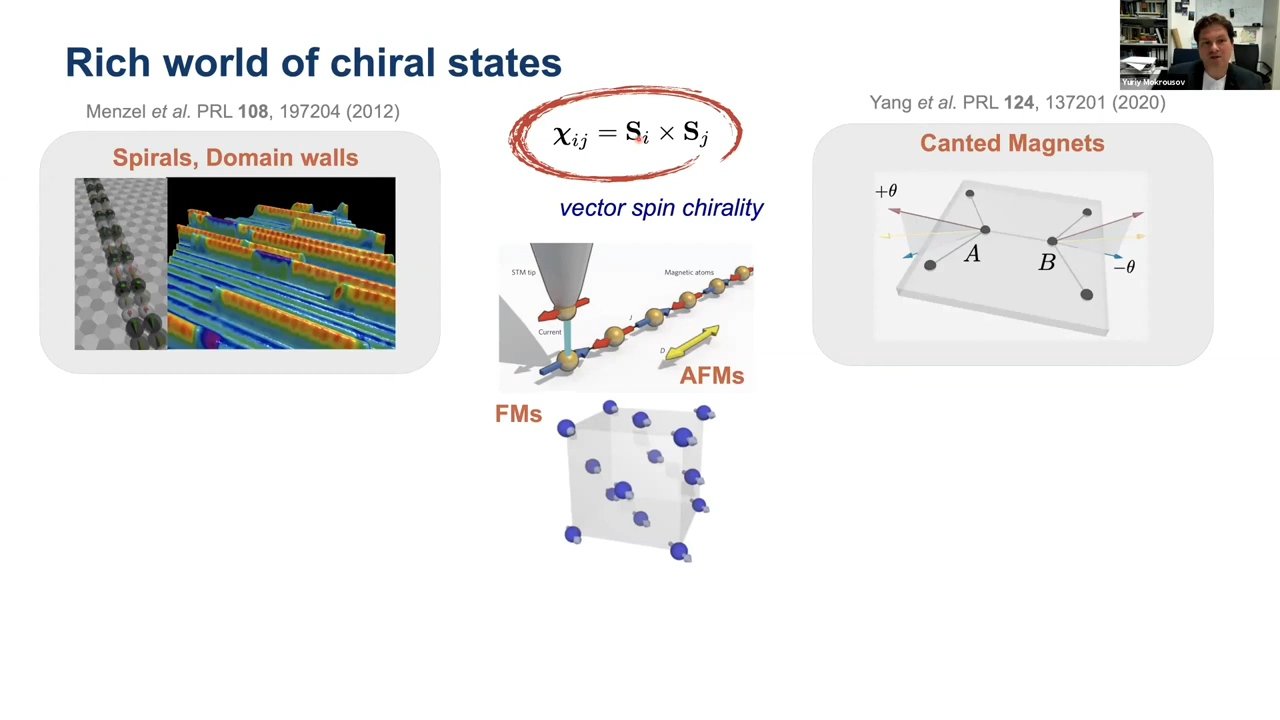 Rich world of chiral states
Yuriy Mokrousov
Menzel et al. PRL 108, 197204 (2012)
Spirals, Domain walls
χij = Si × Sj
vector spin chirality
STM tip
Magnetic atoms
Current
J
D
AFMs
FMs
Yang et al. PRL 124, 137201 (2020)
Canted Magnets
+θ
A
B
−θ